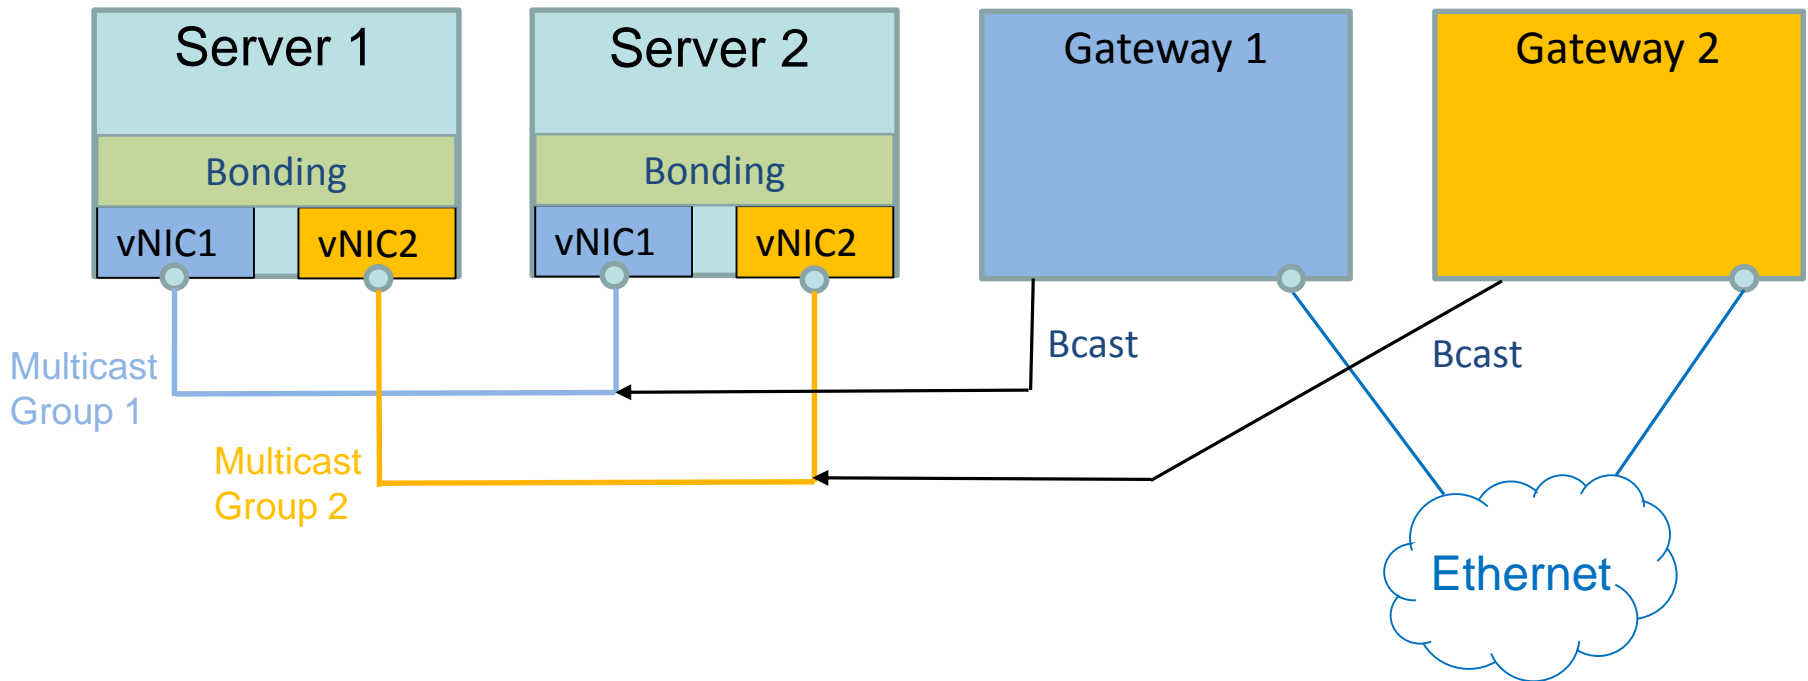 Server 1
Server 2
Gateway 1
Gateway 2
Bonding
Bonding
vNIC1
vNIC2
vNIC1
vNIC2
Bcast
Bcast
Multicast
Group 1
Multicast
Group 2
Ethernet